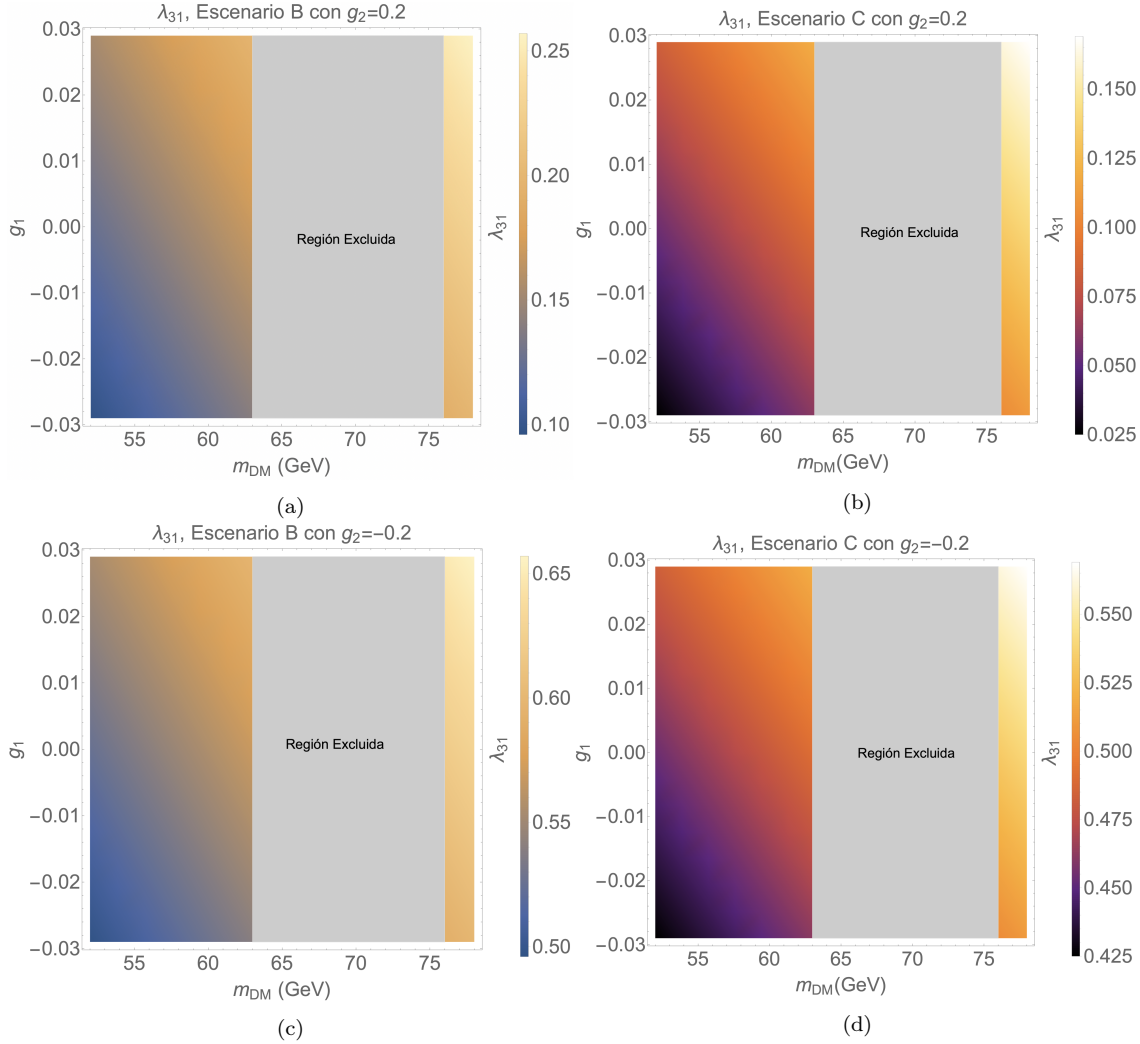 λ31, Escenario B con g2=0.2
0.03
0.02
0.01
0.00
−0.01
−0.02
−0.03
g1
Región Excluida
55 60 65 70 75
mDM (GeV)
0.25
0.20
0.15
0.10
λ31
(a)
λ31, Escenario C con g2=0.2
0.03
0.02
0.01
0.00
−0.01
−0.02
−0.03
g1
Región Excluida
55 60 65 70 75
mDM(GeV)
0.150
0.125
0.100
0.075
0.050
0.025
λ31
(b)
λ31, Escenario B con g2=−0.2
0.03
0.02
0.01
0.00
−0.01
−0.02
−0.03
g1
Región Excluida
55 60 65 70 75
mDM (GeV)
0.65
0.60
0.55
0.50
λ31
(c)
λ31, Escenario C con g2=−0.2
0.03
0.02
0.01
0.00
−0.01
−0.02
−0.03
g1
Región Excluida
55 60 65 70 75
mDM(GeV)
0.550
0.525
0.500
0.475
0.450
0.425
λ31
(d)